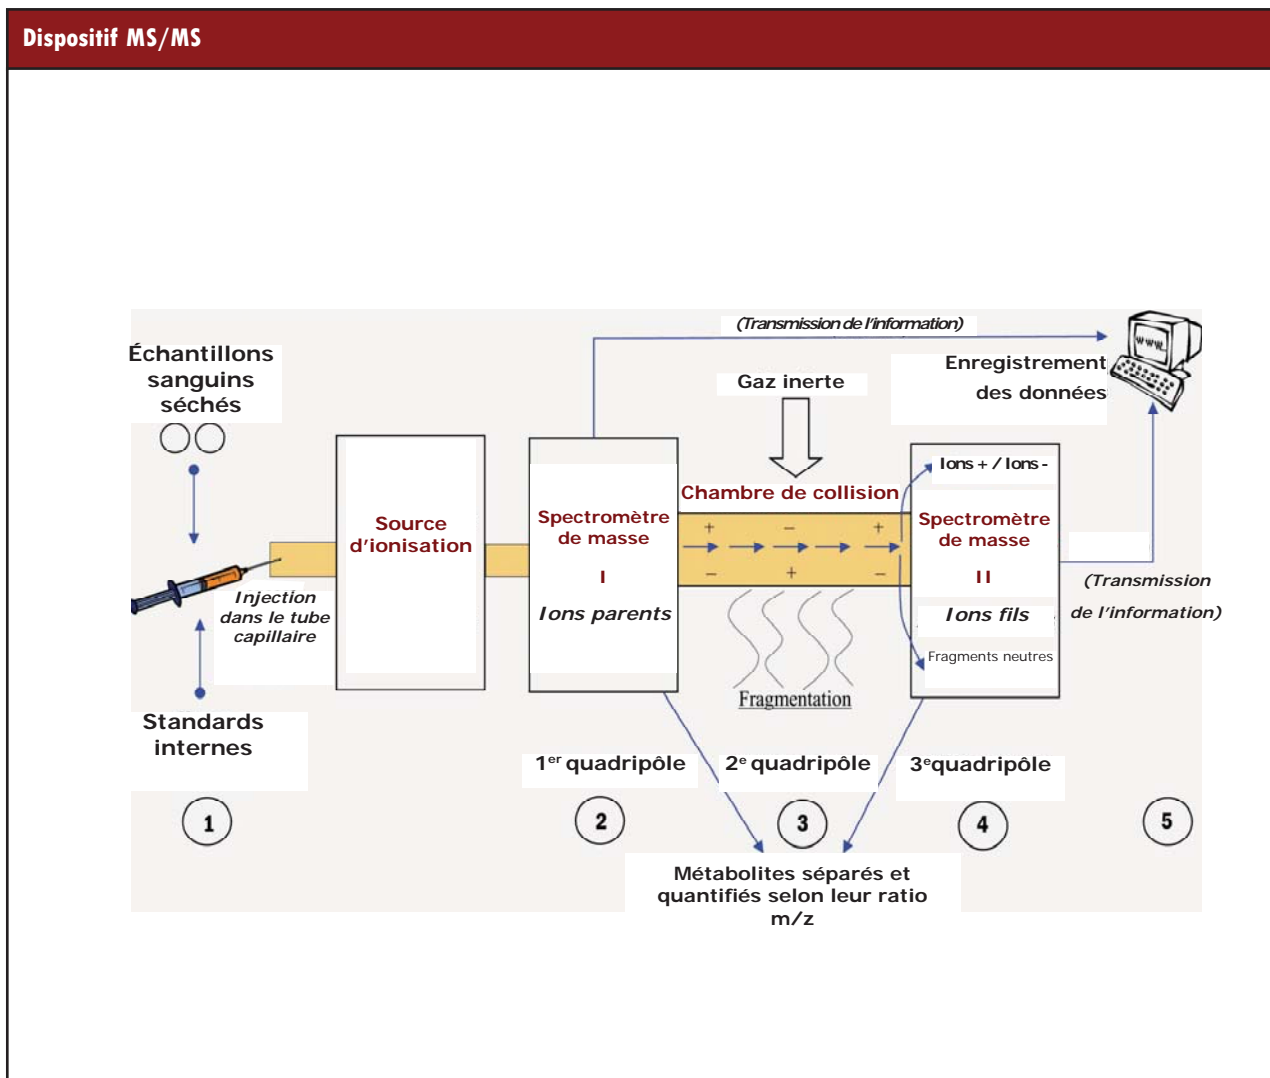 Dispositif MS/MS
(Transmission de l'information)
Échantillons
sanguins
séchés
Gaz inerte
Enregistrement
des données
www
Ions + / Ions -
Chambre de collision
Source
d'ionisation
Spectromètre
de masse
I
Ions parents
+ – +
– + –
Spectromètre
de masse
II
Ions fils
Fragments neutres
(Transmission
de l'information)
Injection
dans le tube
capillaire
Fragmentation
Standards
internes
1er quadripôle
2e quadripôle
3equadripôle
1
2
3
4
5
Métabolites séparés et
quantifiés selon leur ratio
m/z